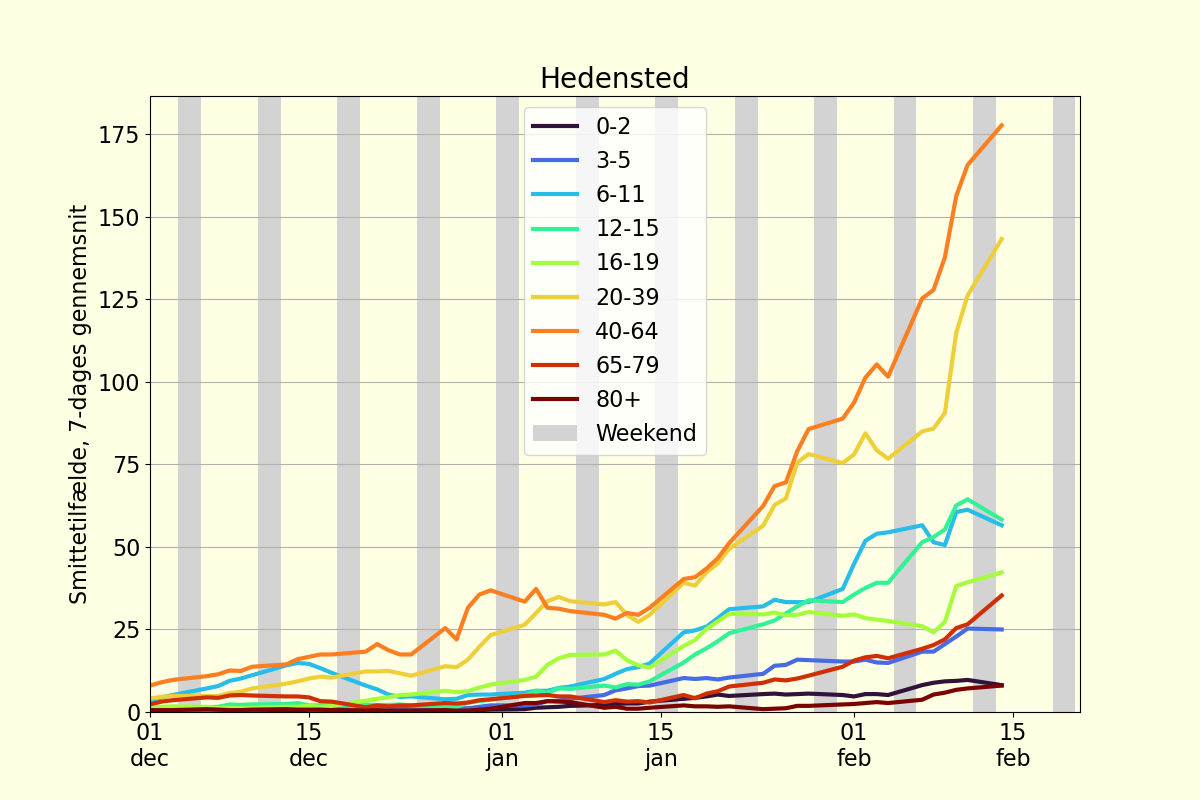 Hedensted
Smittetilfælde, 7-dages gennemsnit
175
150
125
100
75
50
25
0
0-2
3-5
6-11
12-15
16-19
20-39
40-64
65-79
80+
Weekend
01
dec
15
dec
01
jan
15
jan
01
feb
15
feb